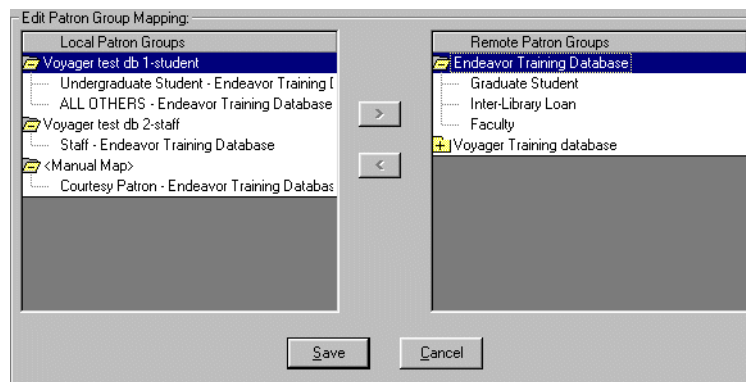 Edit Patron Group Mapping:
Local Patron Groups
Voyager test db 1-student
Undergraduate Student - Endeavor Training D
ALL OTHERS - Endeavor Training Database
Voyager test db 2-staff
Staff - Endeavor Training Database
<Manual Map>
Courtesy Patron - Endeavor Training Databas
>
<
Remote Patron Groups
Endeavor Training Database
Graduate Student
Inter-Library Loan
Faculty
Voyager Training database
Save
Cancel